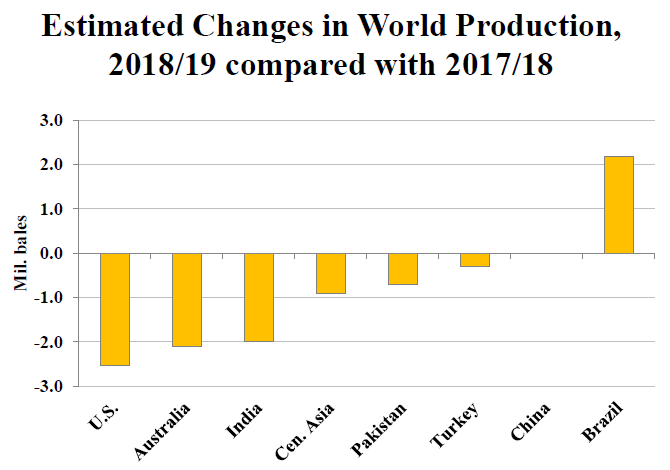 Estimated Changes in World Production,
2018/19 compared with 2017/18
Mil. bales
3.0
2.0
1.0
0.0
-1.0
-2.0
-3.0
U.S.
Australia
India
Cen. Asia
Pakistan
Turkey
China
Brazil